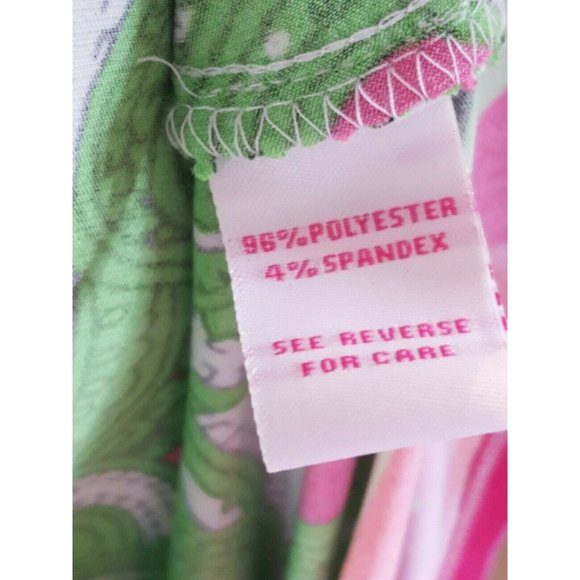 96% POLYESTER
4% SPANDEX
SEE REVERSE
FOR CARE